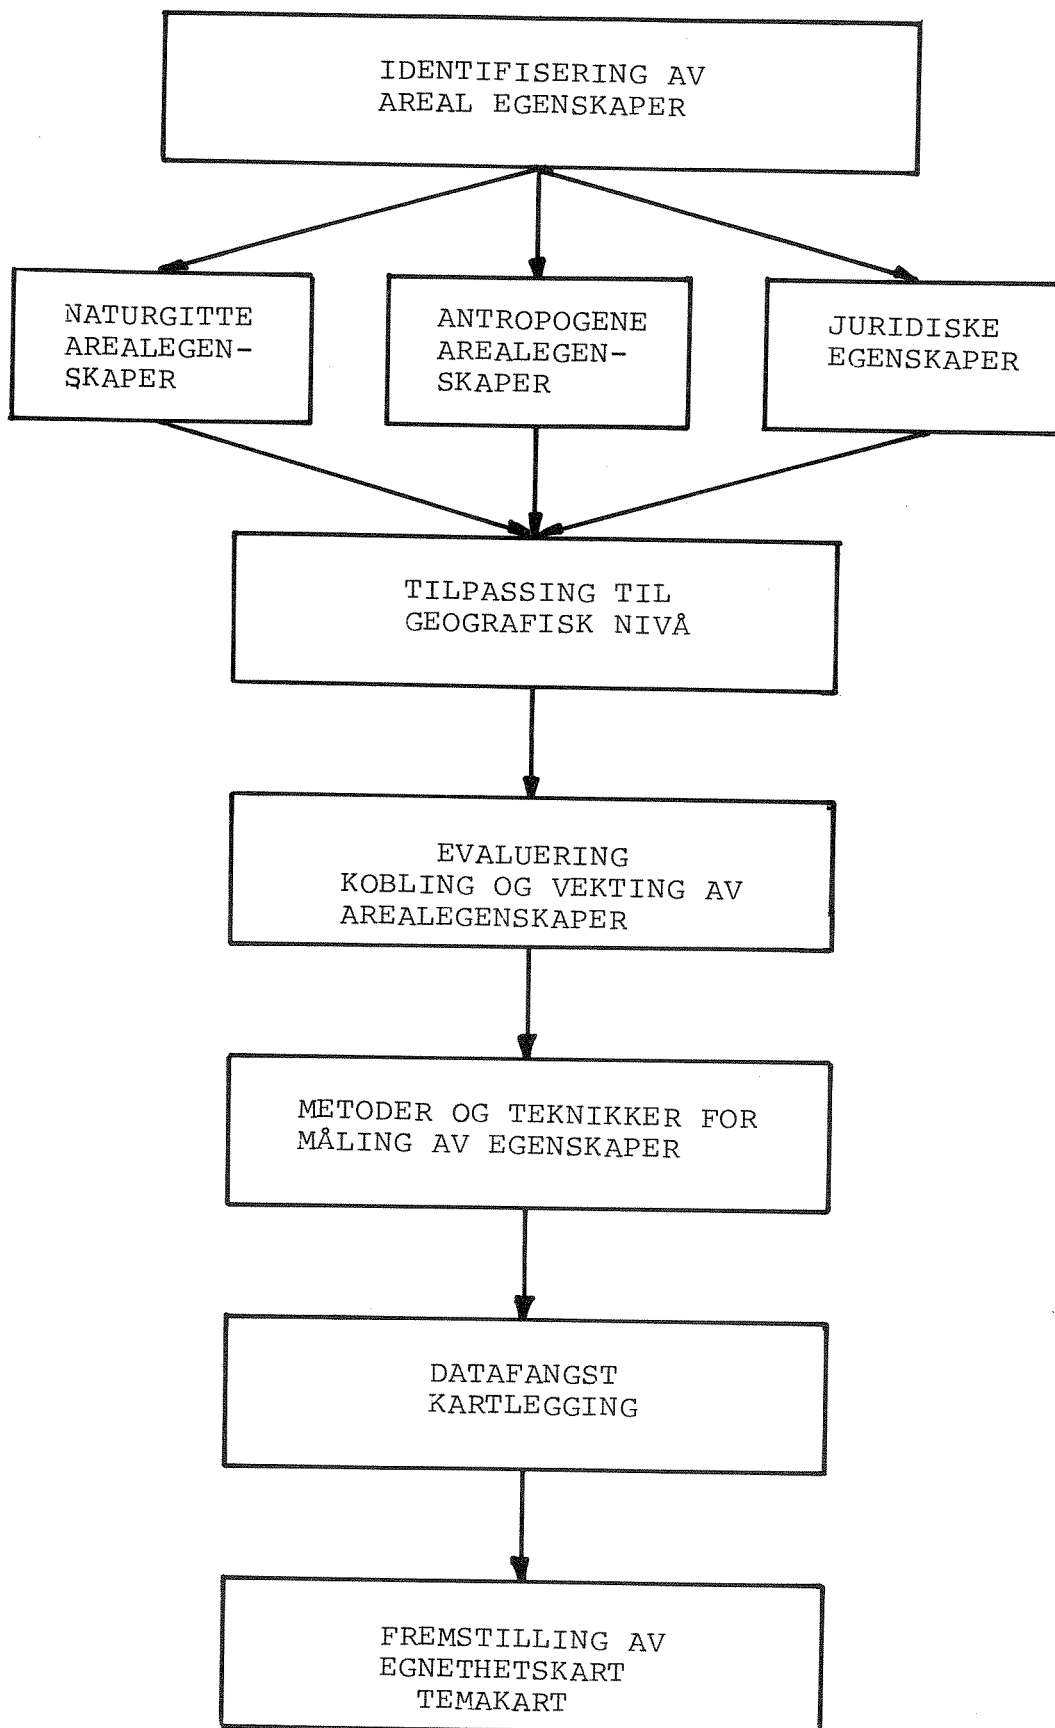 IDENTIFISERING AV
AREAL EGENSKAPER
NATURGITTE
AREALEGEN-
SKAPER
ANTROPOGENE
AREALEGEN-
SKAPER
JURIDISKE
EGENSKAPER
TILPASSING TIL
GEOGRAFISK NIVÅ
EVALUERING
KOBLING OG VEKTING AV
AREALEGENSKAPER
METODER OG TEKNIKKER FOR
MÅLING AV EGENSKAPER
DATAFANGST
KARTLEGGING
FREMSTILLING AV
EGNETHETSKART
TEMAKART